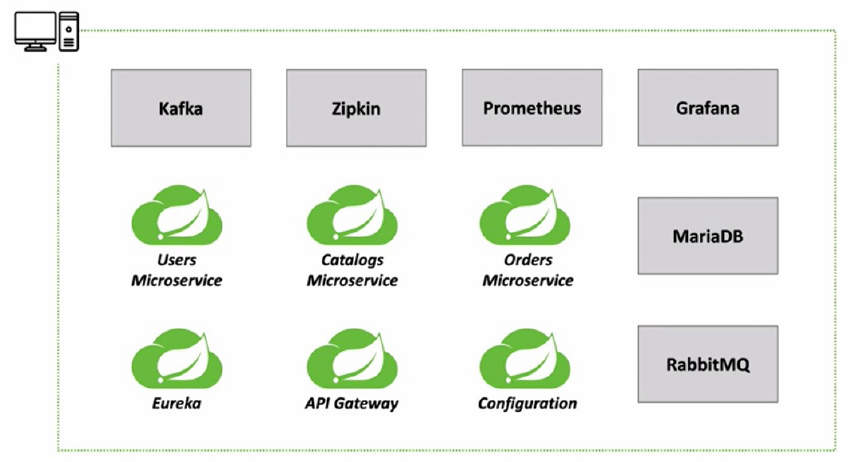 Kafka
Zipkin
Prometheus
Grafana
Users
Microservice
Catalogs
Microservice
Orders
Microservice
MariaDB
Eureka
API Gateway
Configuration
RabbitMQ